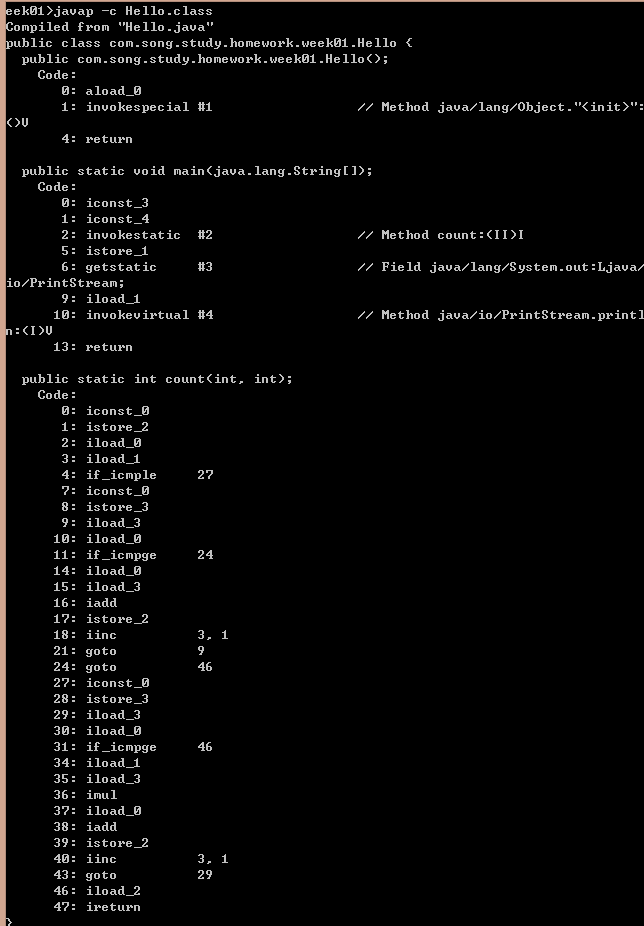 eek01>javap -c Hello.class
Compiled from "Hello.java"
public class com.song.study.homework.week01.Hello {
  public com.song.study.homework.week01.Hello();
    Code:
       0: aload_0
       1: invokespecial #1                  // Method java/lang/Object."<init>":
()V
       4: return

  public static void main(java.lang.String[]);
    Code:
       0: iconst_3
       1: iconst_4
       2: invokestatic  #2                  // Method count:(II)I
       5: istore_1
       6: getstatic     #3                  // Field java/lang/System.out:Ljava/
io/PrintStream;
       9: iload_1
      10: invokevirtual #4                  // Method java/io/PrintStream.printl
n:(I)V
      13: return

  public static int count(int, int);
    Code:
       0: iconst_0
       1: istore_2
       2: iload_0
       3: iload_1
       4: if_icmple     27
       7: iconst_0
       8: istore_3
       9: iload_3
      10: iload_0
      11: if_icmpge     24
      14: iload_0
      15: iload_3
      16: iadd
      17: istore_2
      18: iinc          3, 1
      21: goto          9
      24: goto          46
      27: iconst_0
      28: istore_3
      29: iload_3
      30: iload_0
      31: if_icmpge     46
      34: iload_1
      35: iload_3
      36: imul
      37: iload_0
      38: iadd
      39: istore_2
      40: iinc          3, 1
      43: goto          29
      46: iload_2
      47: ireturn
}